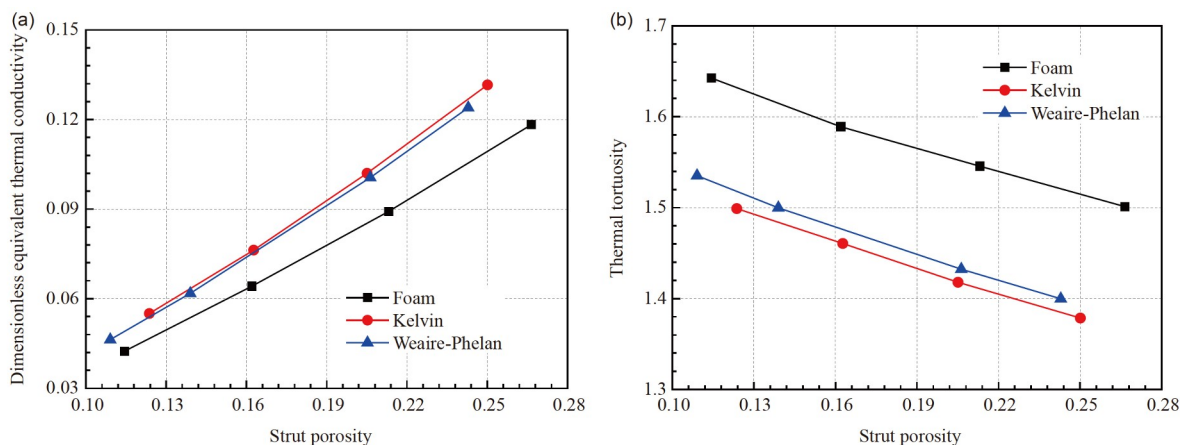 (a)
Dimensionless equivalent thermal conductivity
0.15
0.12
0.09
0.06
0.03
Foam
Kelvin
Weaire-Phelan
0.10 0.13 0.16 0.19 0.22 0.25 0.28
Strut porosity
(b)
Thermal tortuosity
1.7
1.6
1.5
1.4
1.3
Foam
Kelvin
Weaire-Phelan
0.10 0.13 0.16 0.19 0.22 0.25 0.28
Strut porosity